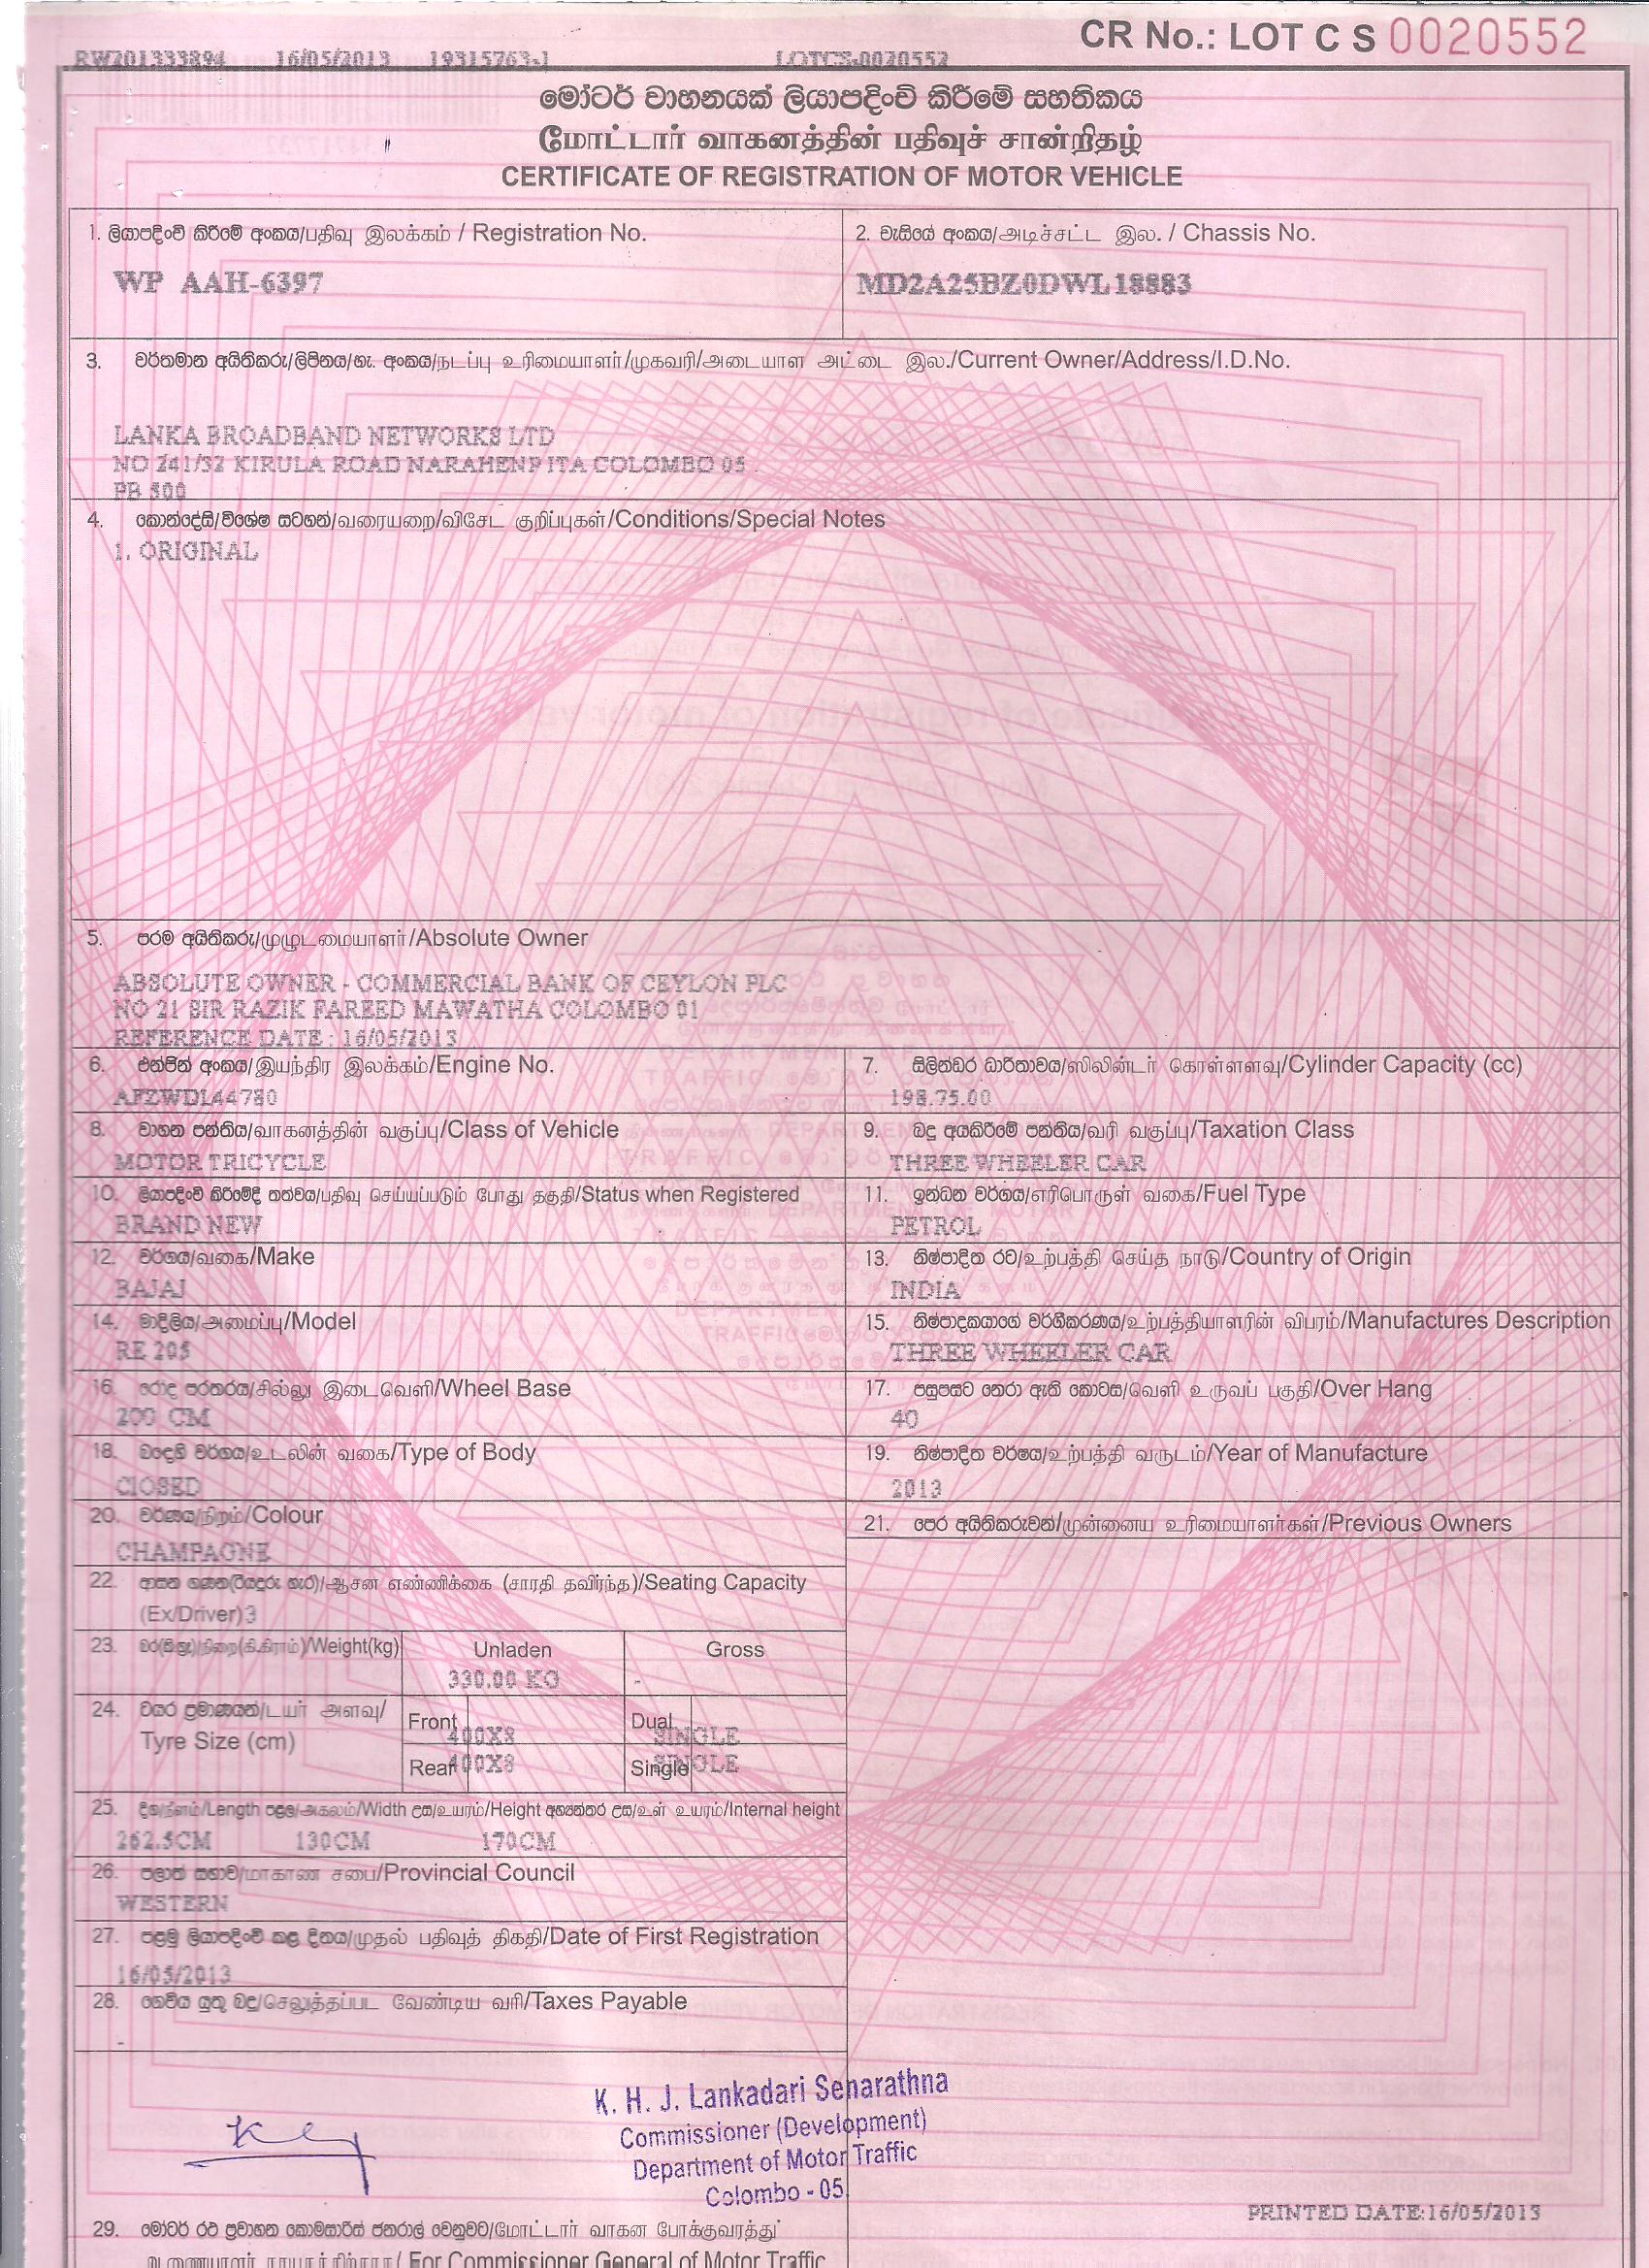 CR No.: LOT C S 0020552
RW201333894 16/05/2013 19315763-1 LOTCS-0020552
මෝටර් වාහනයක් ලියාපදිංචි කිරීමේ සහතිකය
மோட்டார் வாகனத்தின் பதிவுச் சான்றிதழ்
CERTIFICATE OF REGISTRATION OF MOTOR VEHICLE
1. ලියාපදිංචි කිරීමේ අංකය/பதிவு இலக்கம் / Registration No.
WP AAH-6397
2. චැසියේ අංකය/அடிச்சட்ட இல. / Chassis No.
MD2A25BZ0DWL18883
3. වර්තමාන අයිතිකරු/ලිපිනය/හැ. අංකය/நடப்பு உரிமையாளர்/முகவரி/அடையாள அட்டை இல./Current Owner/Address/I.D.No.
LANKA BROADBAND NETWORKS LTD
NO 241/32 KIRULA ROAD NARAHENPITA COLOMBO 05
PB 500
4. කොන්දේසි/විශේෂ සටහන්/வரையறை/விசேட குறிப்புகள்/Conditions/Special Notes
1. ORIGINAL
5. පරම අයිතිකරු/முழுடமையாளர்/Absolute Owner
ABSOLUTE OWNER - COMMERCIAL BANK OF CEYLON PLC
NO 21 SIR RAZIK FAREED MAWATHA COLOMBO 01
REFERENCE DATE : 16/05/2013
6. එන්ජින් අංකය/இயந்திர இலக்கம்/Engine No.
AFZWDL44780
7. සිලින්ඩර ධාරිතාවය/ஸிலின்டர் கொள்ளளவு/Cylinder Capacity (cc)
198.75.00
8. වාහන පන්තිය/வாகனத்தின் வகுப்பு/Class of Vehicle
MOTOR TRICYCLE
9. බදු අයකිරීමේ පන්තිය/வரி வகுப்பு/Taxation Class
THREE WHEELER CAR
10. ලියාපදිංචි කිරීමේදී තත්වය/பதிவு செய்யப்படும் போது தகுதி/Status when Registered
BRAND NEW
11. ඉන්ධන වර්ගය/எரிபொருள் வகை/Fuel Type
PETROL
12. වර්ගය/வகை/Make
BAJAJ
13. නිෂ්පාදිත රට/உற்பத்தி செய்த நாடு/Country of Origin
INDIA
14. මාදිලිය/அமைப்பு/Model
RE 205
15. නිෂ්පාදකයාගේ වර්ගීකරණය/உற்பத்தியாளரின் விபரம்/Manufactures Description
THREE WHEELER CAR
16. රෝද පරතරය/சில்லு இடைவெளி/Wheel Base
200 CM
17. පසුපසට නෙරා ඇති කොටස/வெளி உருவப் பகுதி/Over Hang
40
18. බඳෙහි වර්ගය/உடலின் வகை/Type of Body
ClOSED
19. නිෂ්පාදිත වර්ෂය/உற்பத்தி வருடம்/Year of Manufacture
2013
20. වර්ණය/நிறம்/Colour
CHAMPAGNE
21. පෙර අයිතිකරුවන්/முன்னைய உரிமையாளர்கள்/Previous Owners
22. ආසන ගණන(රියදුරු හැර)/ஆசன எண்ணிக்கை (சாரதி தவிர்ந்த)/Seating Capacity
(Ex/Driver)3
23. බර(කිග්‍රෑ)/நிறை(கி.கிராம்)/Weight(kg) Unladen Gross
330.00 KG -
24. ටයර ප්‍රමාණයන්/டயர் அளவு/
Tyre Size (cm)
Front 400X8 Dual SINGLE
Rear 400X8 Single SINGLE
25. දිග/நீளம்/Length පළල/அகலம்/Width උස/உயரம்/Height අභ්‍යන්තර උස/உள் உயரம்/Internal height
262.5CM 130CM 170CM
26. පලාත් සභාව/மாகாண சபை/Provincial Council
WESTERN
27. පළමු ලියාපදිංචි කළ දිනය/முதல் பதிவுத் திகதி/Date of First Registration
16/05/2013
28. ගෙවිය යුතු බදු/செலுத்தப்பட வேண்டிய வரி/Taxes Payable
-
K. H. J. Lankadari Senarathna
Commissioner (Development)
Department of Motor Traffic
Colombo - 05
PRINTED DATE:16/05/2013
29. මෝටර් රථ ප්‍රවාහන කොමසාරිස් ජනරාල් වෙනුවට/மோட்டார் வாகன போக்குவரத்து
ஆணையாளர் நாயகத்திற்காக/ For Commissioner General of Motor Traffic